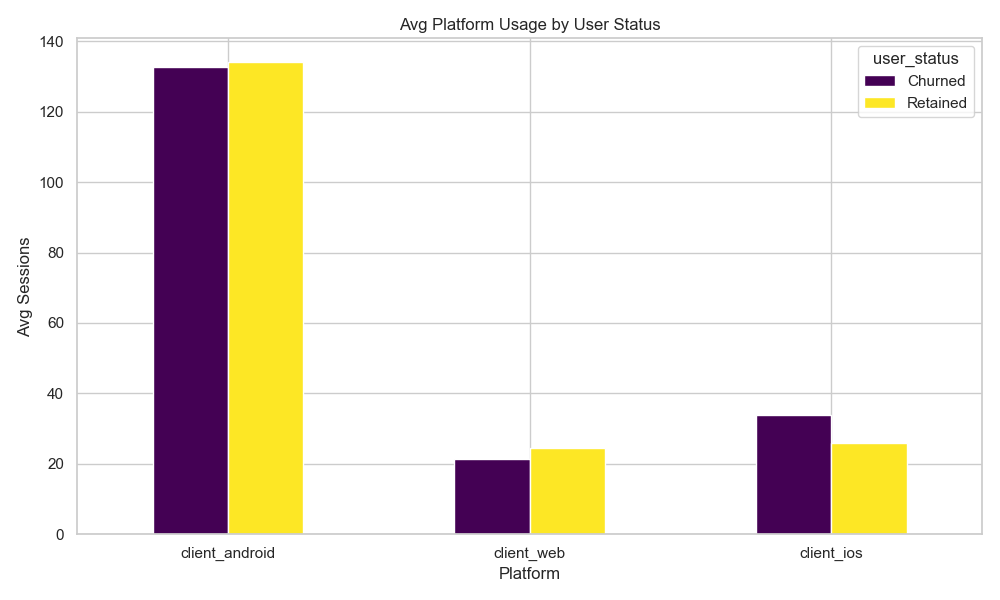 Avg Platform Usage by User Status
140
120
100
80
60
40
20
0
Avg Sessions
user_status
Churned
Retained
client_android
client_web
client_ios
Platform